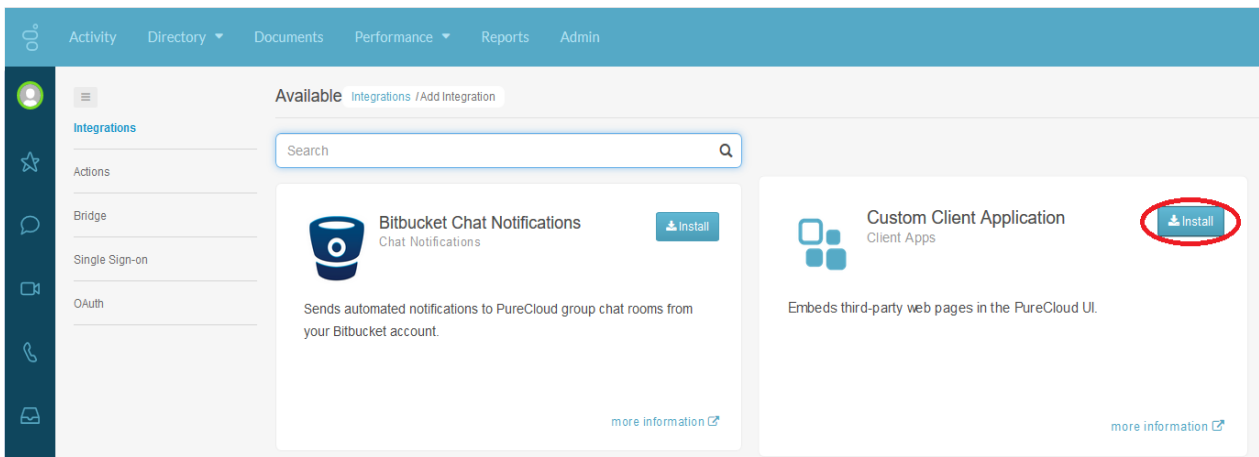 Activity Directory Documents Performance Reports Admin
Available Integrations / Add Integration
Integrations
Actions
Bridge
Single Sign-on
OAuth
Search
Bitbucket Chat Notifications
Chat Notifications
Install
Sends automated notifications to PureCloud group chat rooms from
your Bitbucket account.
more information
Custom Client Application
Client Apps
Install
Embeds third-party web pages in the PureCloud UI.
more information